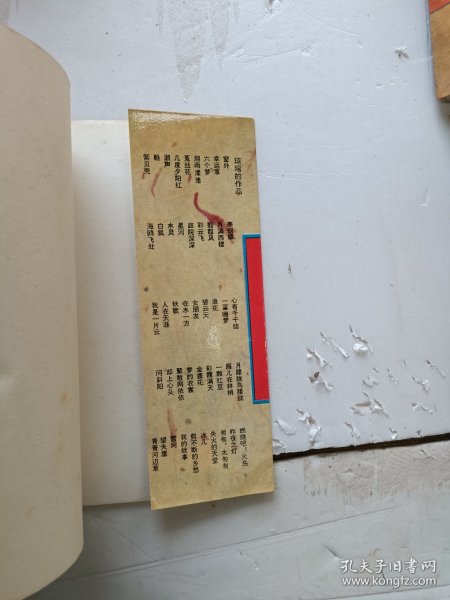 琼瑶的作品
窗外
幸运草
六个梦
烟雨濛濛
菟丝花
几度夕阳红
潮声
船
紫贝壳
寒烟翠
月满西楼
翦翦风
彩云飞
庭院深深
星河
水灵
白狐
海鸥飞处
心有千千结
一帘幽梦
浪花
碧云天
女朋友
在水一方
秋歌
人在天涯
我是一片云
月朦胧鸟朦胧
雁儿在林梢
一颗红豆
彩霞满天
金盏花
梦的衣裳
聚散两依依
却上心头
问斜阳
燃烧吧！火鸟
昨夜之灯
匆匆，太匆匆
失火的天堂
冰儿
剪不断的乡愁
我的故事
雪珂
望夫崖
青青河边草
孔夫子旧书网
www.kongfz.com